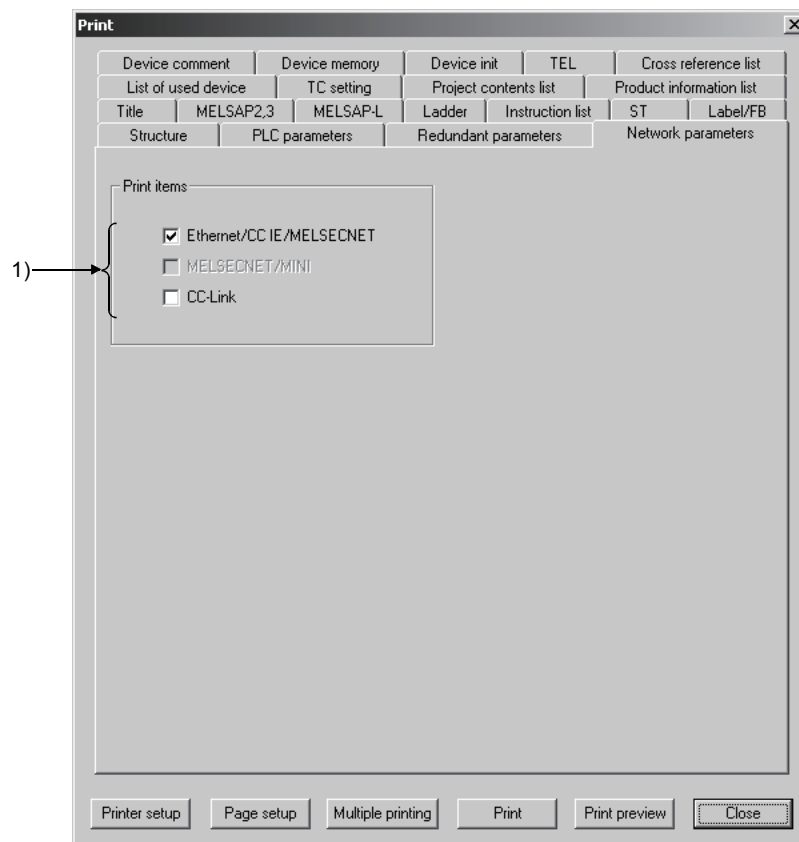 Print
Device comment Device memory Device init TEL Cross reference list
List of used device TC setting Project contents list Product information list
Title MELSAP2,3 MELSAP-L Ladder Instruction list ST Label/FB
Structure PLC parameters Redundant parameters Network parameters
Print items
Ethernet/CC IE/MELSECNET
1)
MELSECNET/MINI
CC-Link
Printer setup Page setup Multiple printing Print Print preview Close